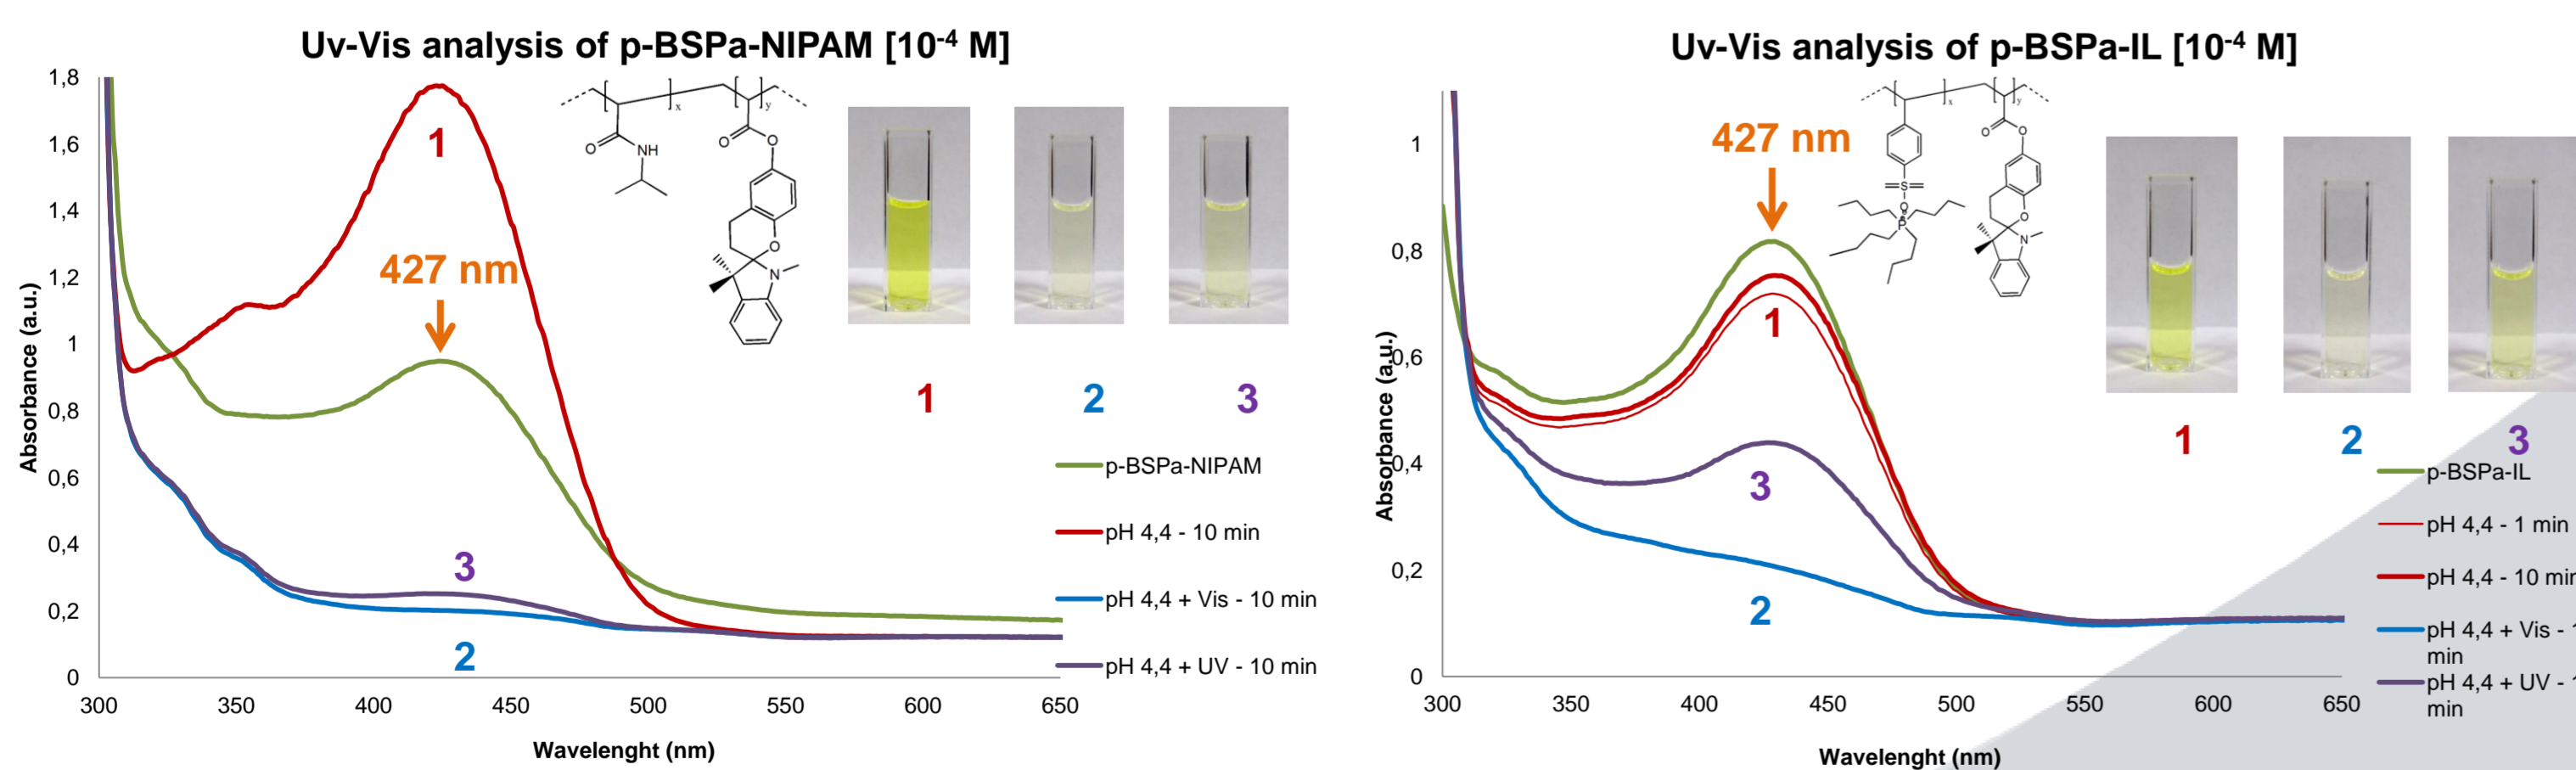 Uv-Vis analysis of p-BSPa-NIPAM [10-4 M]
1,8
1,6
1,4
1,2
1
0,8
0,6
0,4
0,2
0
Absorbance (a.u.)
300
350
400
450
500
550
600
650
Wavelenght (nm)
1
427 nm
3
2
x
y
O
NH
O
O
O
N
1
2
3
p-BSPa-NIPAM
pH 4,4 - 10 min
pH 4,4 + Vis - 10 min
pH 4,4 + UV - 10 min
Uv-Vis analysis of p-BSPa-IL [10-4 M]
1
0,8
0,6
0,4
0,2
0
Absorbance (a.u.)
300
350
400
450
500
550
600
650
Wavelenght (nm)
427 nm
1
3
2
x
y
O
O
S
O
P
O
N
1
2
3
p-BSPa-IL
pH 4,4 - 1 min
pH 4,4 - 10 min
pH 4,4 + Vis - 1
min
pH 4,4 + UV - 1
min